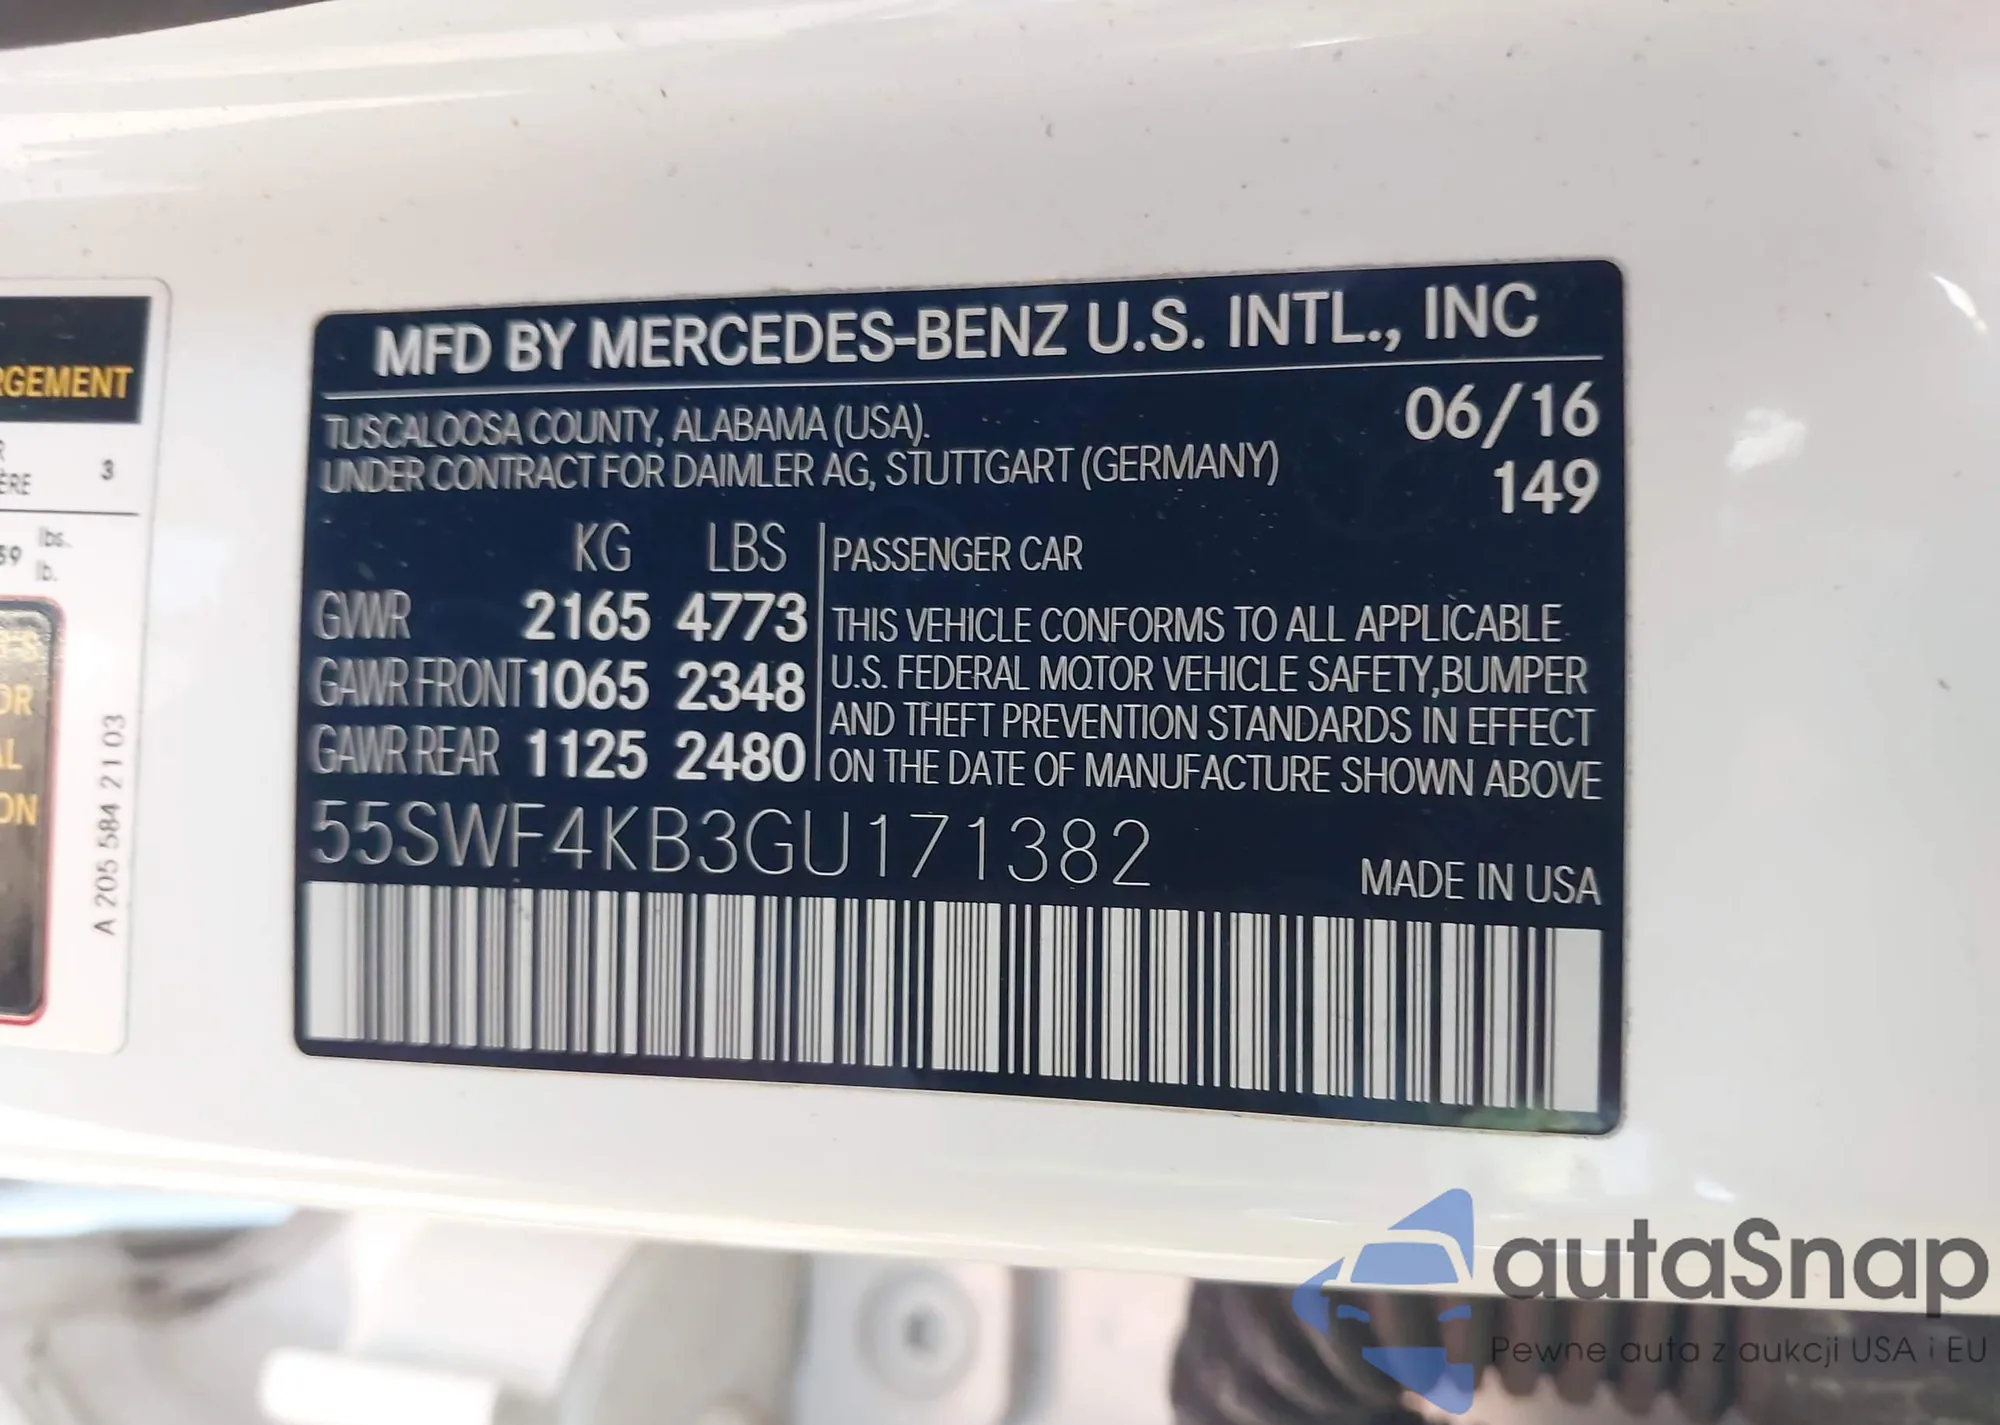 MFD BY MERCEDES-BENZ U.S. INTL., INC
TUSCALOOSA COUNTY, ALABAMA (USA).
UNDER CONTRACT FOR DAIMLER AG, STUTTGART (GERMANY)
06/16
149
KG LBS
GVWR 2165 4773
GAWR FRONT 1065 2348
GAWR REAR 1125 2480
PASSENGER CAR
THIS VEHICLE CONFORMS TO ALL APPLICABLE
U.S. FEDERAL MOTOR VEHICLE SAFETY,BUMPER
AND THEFT PREVENTION STANDARDS IN EFFECT
ON THE DATE OF MANUFACTURE SHOWN ABOVE
55SWF4KB3GU171382
MADE IN USA
RGEMENT
3
lbs.
lb.
A 205 584 21 03
autaSnap
Pewne auta z aukcji USA i EU